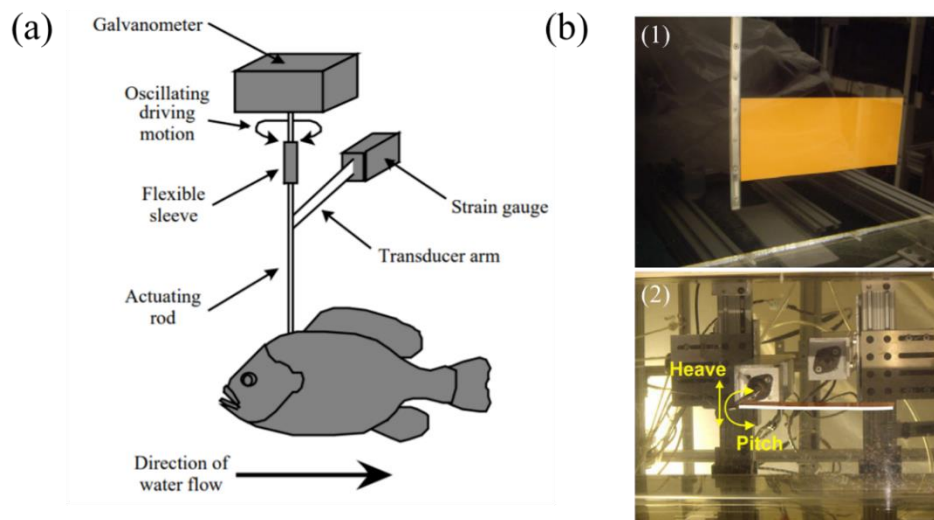 (a)
Galvanometer
Oscillating
driving
motion
Flexible
sleeve
Strain gauge
Transducer arm
Actuating
rod
Direction of
water flow
(b)
(1)
(2)
Heave
Pitch